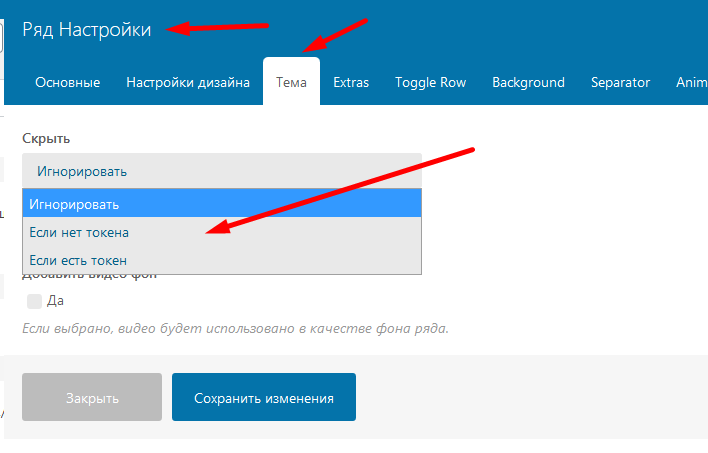 Ряд Настройки
Основные Настройки дизайна Тема Extras Toggle Row Background Separator Anim
Скрыть
Игнорировать
Игнорировать
Если нет токена
Если есть токен
Добавить видео фон
Да
Если выбрано, видео будет использовано в качестве фона ряда.
Закрыть Сохранить изменения